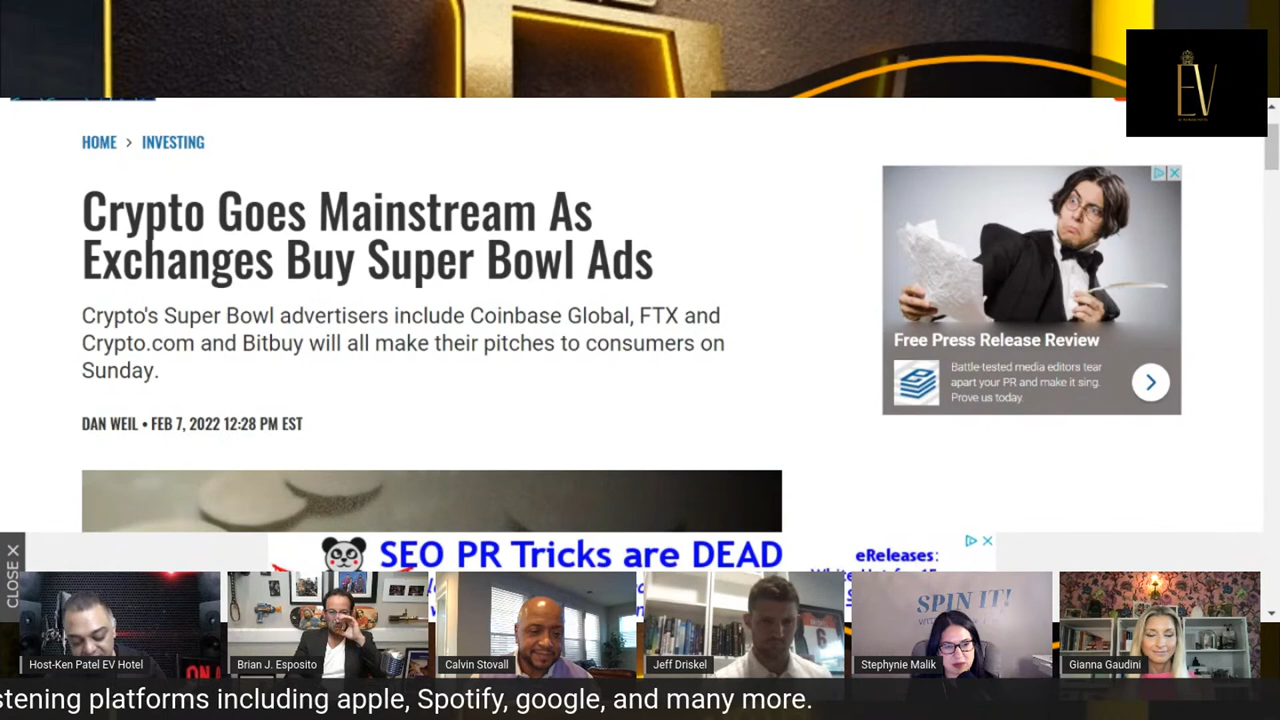 EV
HOME > INVESTING
Crypto Goes Mainstream As
Exchanges Buy Super Bowl Ads
Crypto's Super Bowl advertisers include Coinbase Global, FTX and
Crypto.com and Bitbuy will all make their pitches to consumers on
Sunday.
DAN WEIL • FEB 7, 2022 12:28 PM EST
Free Press Release Review
Battle-tested media editors tear
apart your PR and make it sing.
Prove us today.
CLOSE X
SEO PR Tricks are DEAD
eReleases:
SPIN IT!
Host-Ken Patel EV Hotel
Brian J. Esposito
Calvin Stovall
Jeff Driskel
Stephynie Malik
Gianna Gaudini
stening platforms including apple, Spotify, google, and many more.